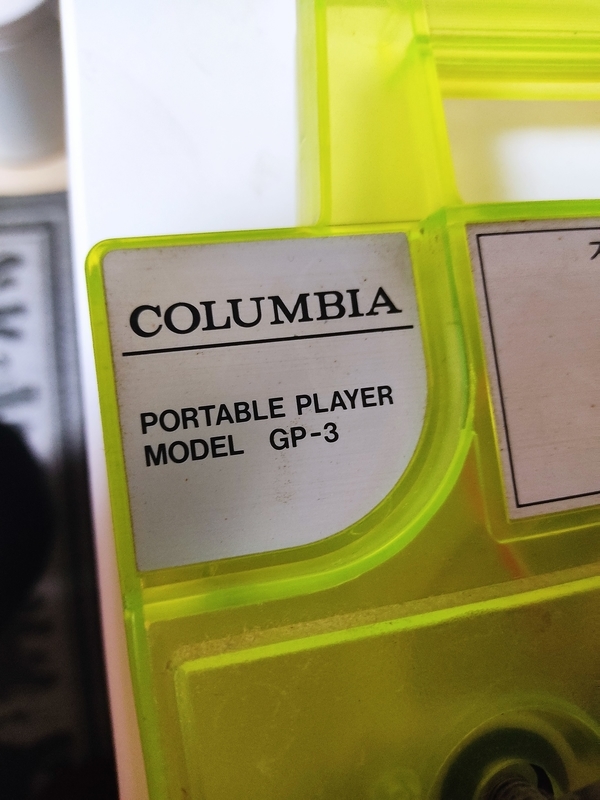 COLUMBIA
PORTABLE PLAYER
MODEL GP-3